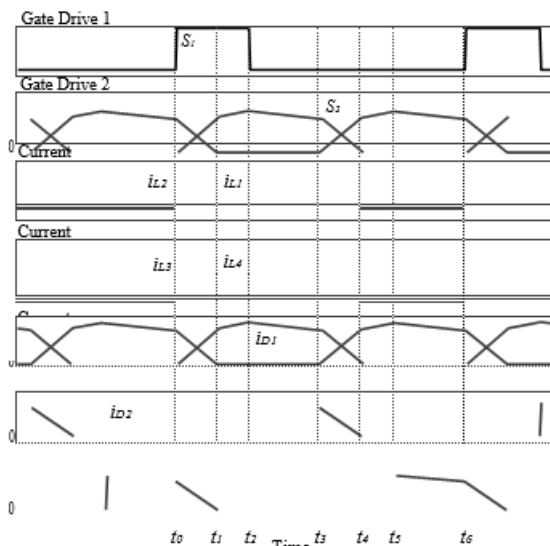 Gate Drive 1
S1
Gate Drive 2
S2
0
Current
iL2 iL1
Current
iL3 iL4
iD1
0
iD2
0
0
t0 t1 t2 t3 t4 t5 t6
Time